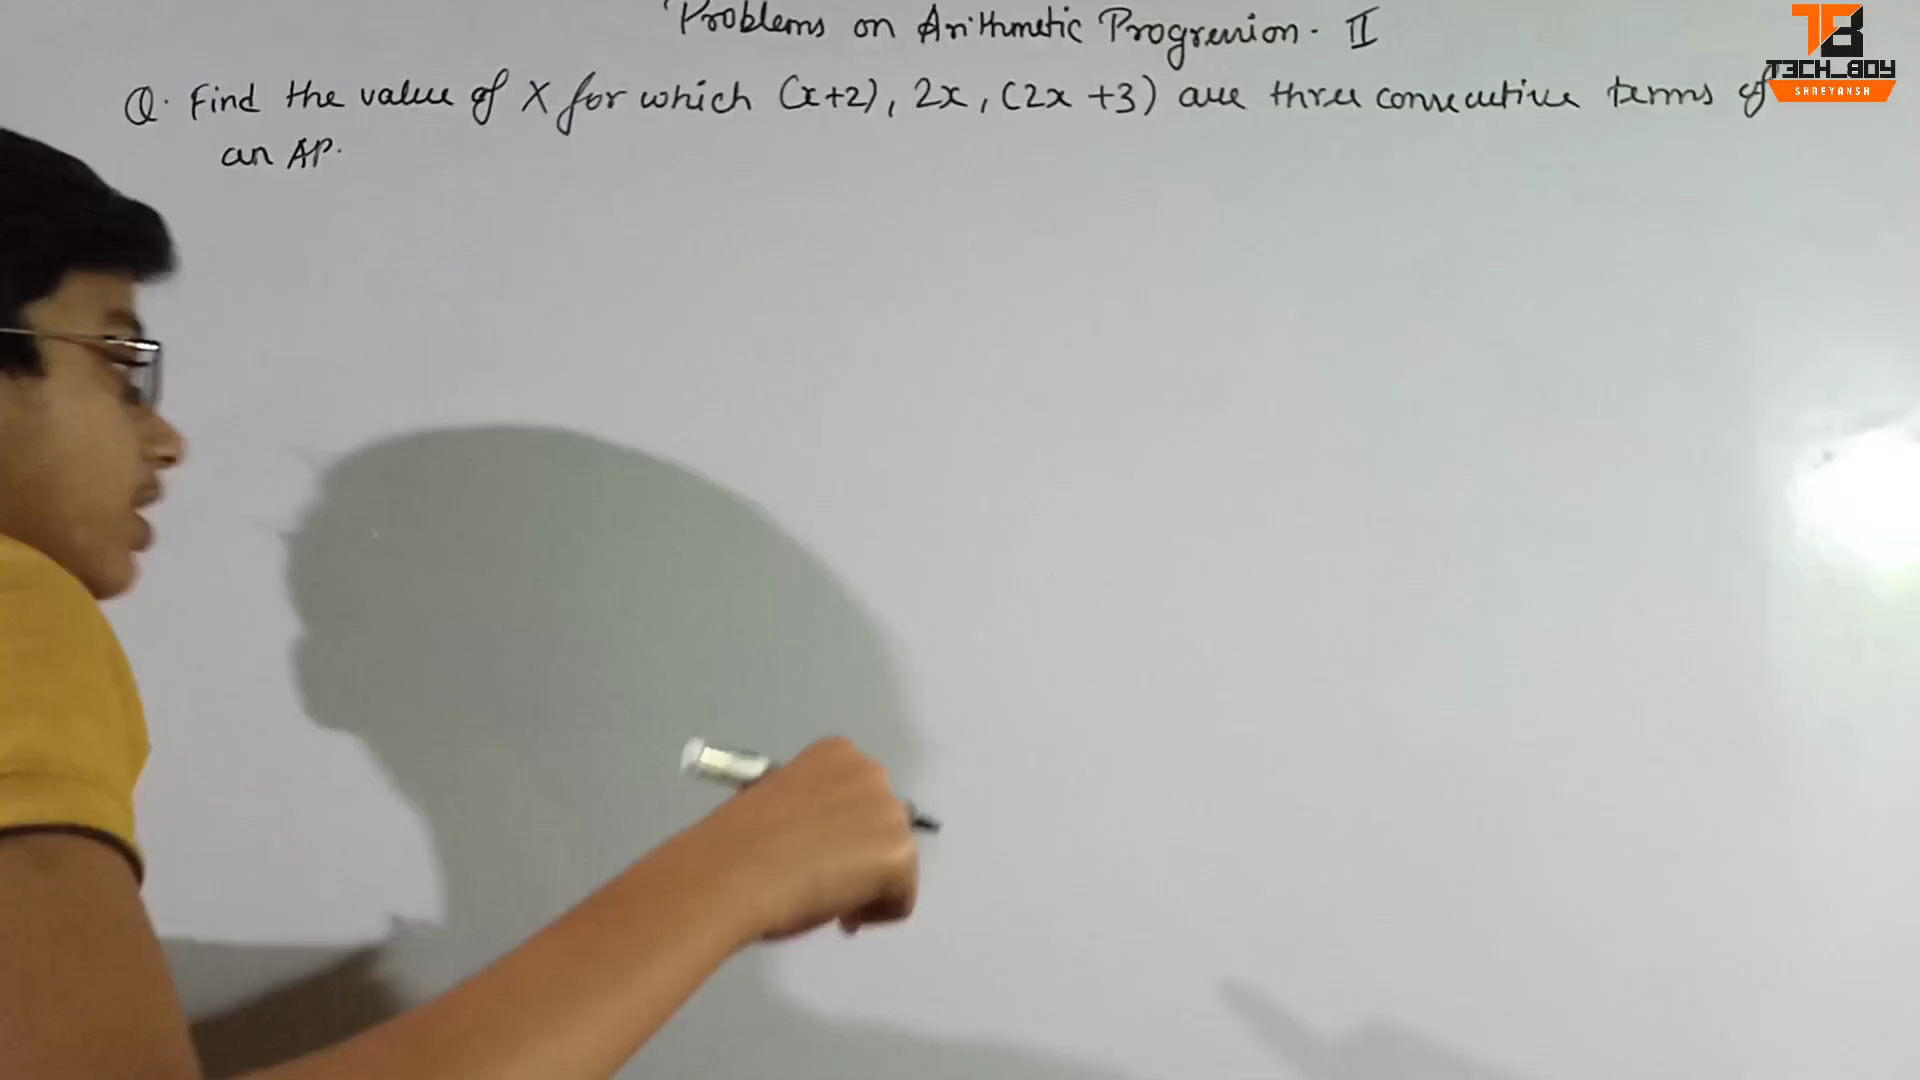 Problems on Arithmetic Progression. II
TB
T3CH_BOY
SHREYANSH
Q. Find the value of x for which (x+2), 2x, (2x+3) are three consecutive terms of
an AP.